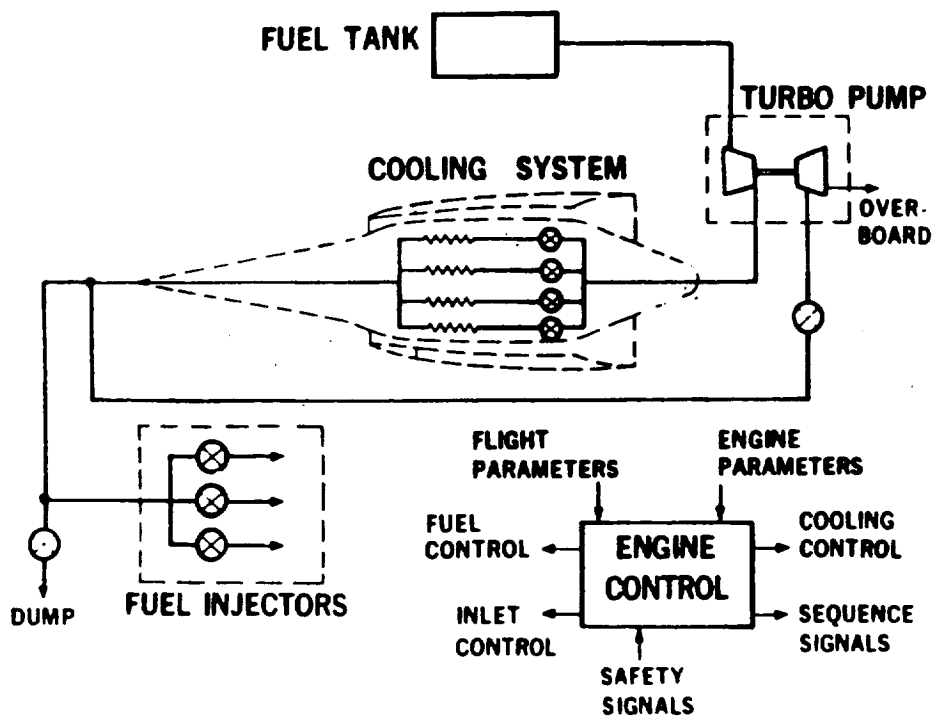 FUEL TANK
TURBO PUMP
COOLING SYSTEM
OVER-
BOARD
FLIGHT
PARAMETERS
ENGINE
PARAMETERS
FUEL
CONTROL
ENGINE
CONTROL
COOLING
CONTROL
INLET
CONTROL
SEQUENCE
SIGNALS
SAFETY
SIGNALS
DUMP
FUEL INJECTORS